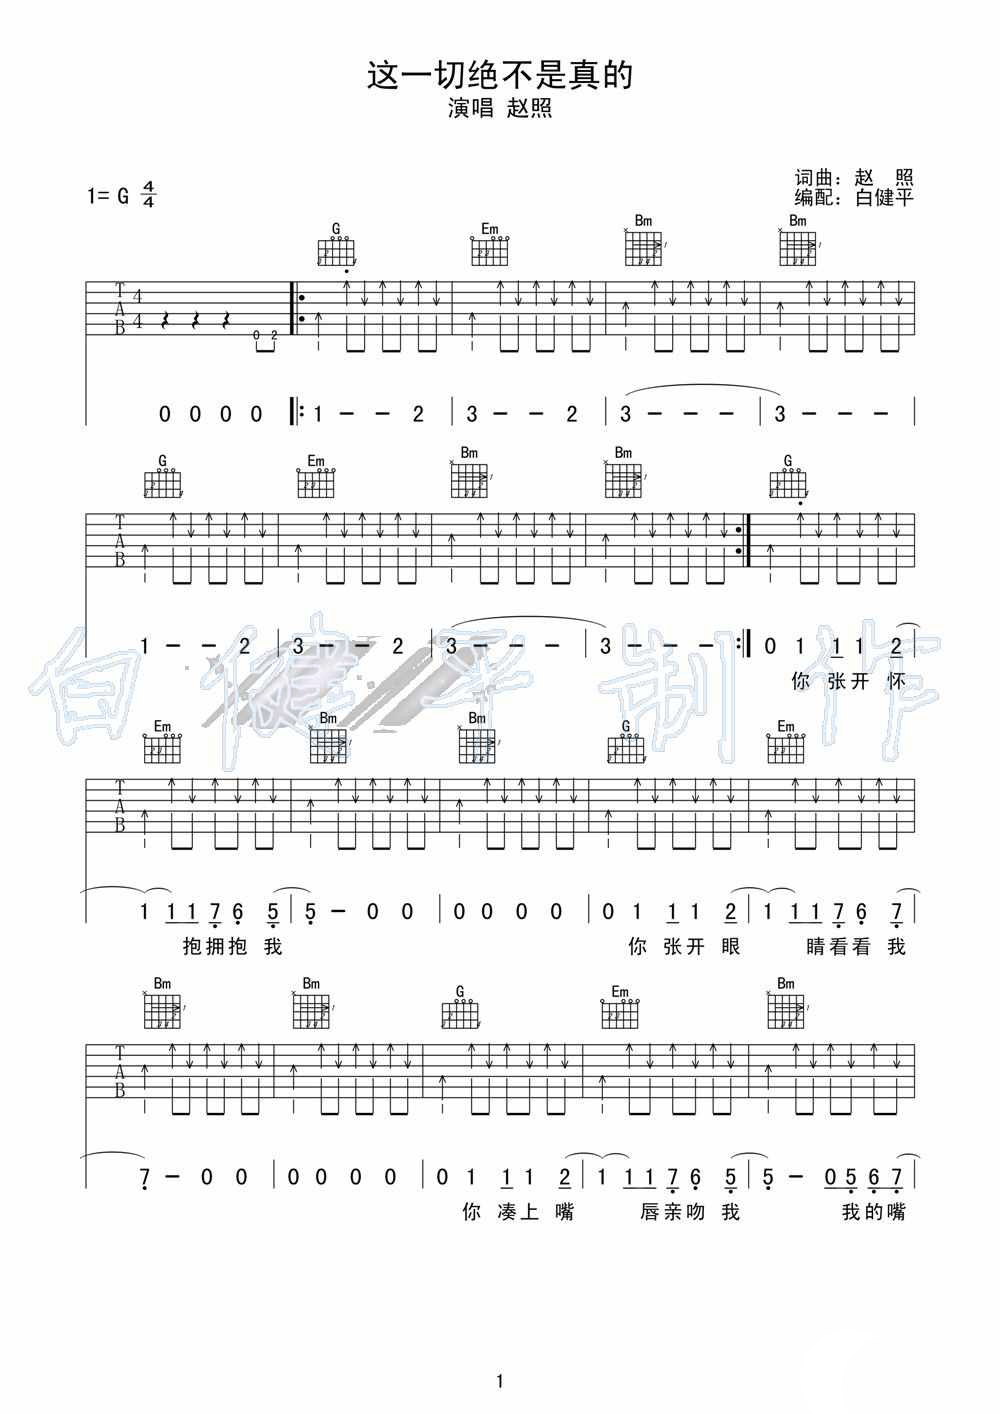 这一切绝不是真的
演唱 赵照
词曲：赵 照
1= G 4/4
编配：白健平
G Em Bm Bm
T A B 4 4
0 2
0 0 0 0 1 - - 2 3 - - 2 3 - - - 3 - - -
G Em Bm Bm G
T A B
1 - - 2 3 - - 2 3 - - - 3 - - - 0 1 1 1 2
你 张 开 怀
白健平制作
Em Bm Bm G Em
T A B
1 1 1 7 6 5 5 - 0 0 0 0 0 0 0 1 1 1 2 1 1 1 7 6 7
抱 拥 抱 我 你 张 开 眼 睛 看 看 我
Bm Bm G Em Bm
T A B
7 - 0 0 0 0 0 0 0 1 1 1 2 1 1 1 7 6 5 5 - 0 5 6 7
你 凑 上 嘴 唇 亲 吻 我 我 的 嘴
1